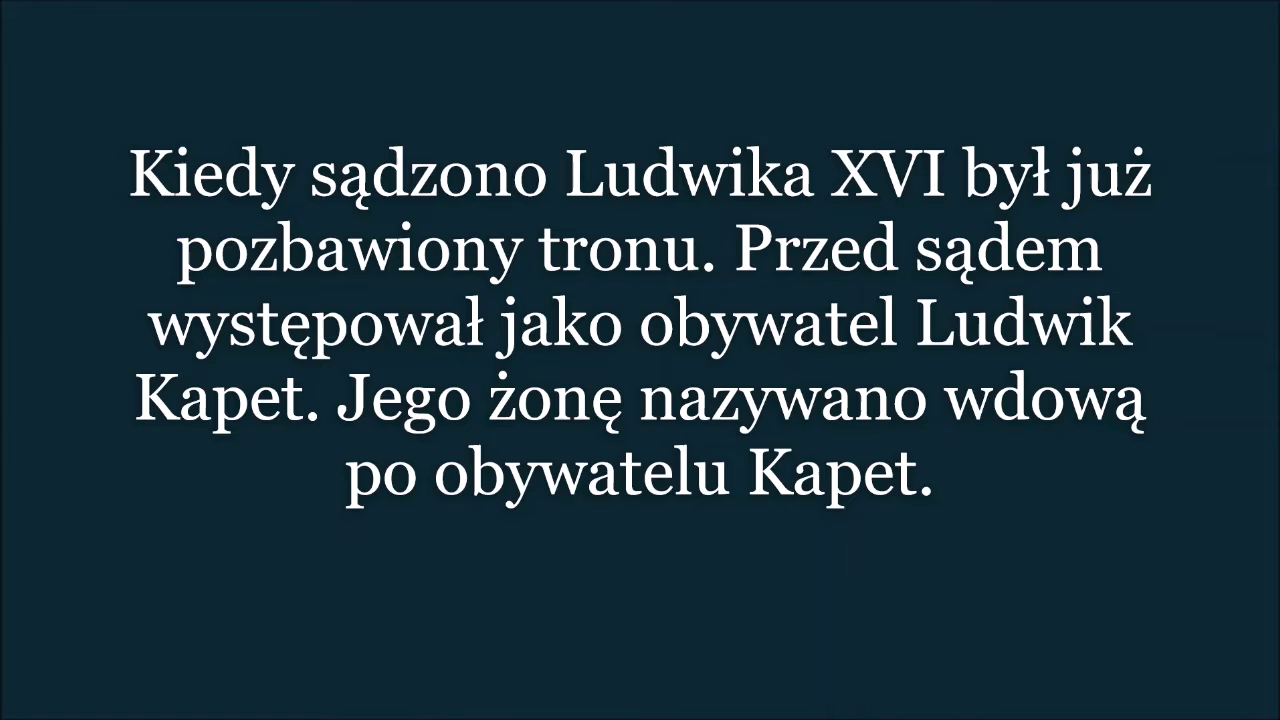 Kiedy sądzono Ludwika XVI był już
pozbawiony tronu. Przed sądem
występował jako obywatel Ludwik
Kapet. Jego żonę nazywano wdową
po obywatelu Kapet.